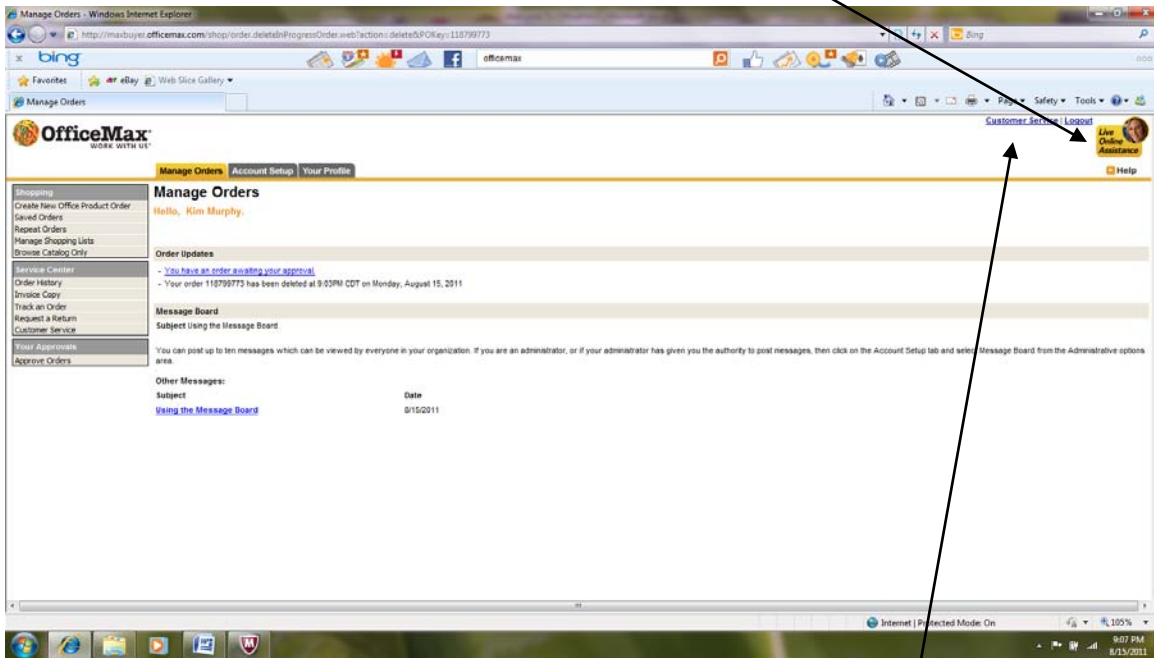 Manage Orders - Windows Internet Explorer
http://maxbuyer.officemax.com/shop/order.deleteInProgressOrder.web?action=delete&POKey=118799773
Bing
bing
officemax
Favorites eBay Web Slice Gallery
Manage Orders
Page Safety Tools
Customer Service | Logout
OfficeMax
WORK WITH US
Live Online Assistance
Manage Orders Account Setup Your Profile
Help
Shopping
Create New Office Product Order
Saved Orders
Repeat Orders
Manage Shopping Lists
Browse Catalog Only
Service Center
Order History
Invoice Copy
Track an Order
Request a Return
Customer Service
Your Approvals
Approve Orders
Manage Orders
Hello, Kim Murphy.
Order Updates
- You have an order awaiting your approval.
- Your order 118799773 has been deleted at 9:03PM CDT on Monday, August 15, 2011
Message Board
Subject Using the Message Board
You can post up to ten messages which can be viewed by everyone in your organization. If you are an administrator, or if your administrator has given you the authority to post messages, then click on the Account Setup tab and select Message Board from the Administrative options
area.
Other Messages:
Subject Date
Using the Message Board 8/15/2011
Internet | Protected Mode: On
105%
9:07 PM
8/15/2011